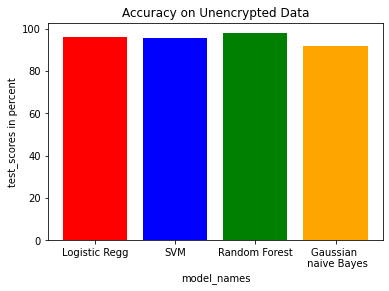 Accuracy on Unencrypted Data
100
80
60
40
20
0
test_scores in percent
Logistic Regg
SVM
Random Forest
Gaussian
naive Bayes
model_names